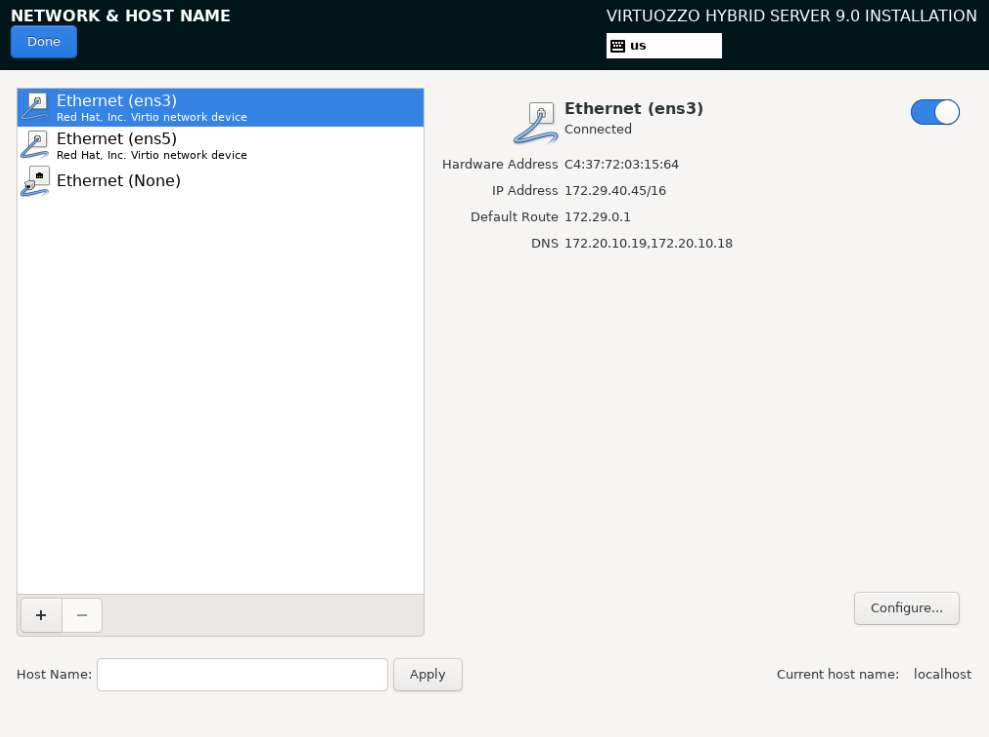 NETWORK & HOST NAME
VIRTUOZZO HYBRID SERVER 9.0 INSTALLATION
Done
us
Ethernet (ens3)
Red Hat, Inc. Virtio network device
Ethernet (ens5)
Red Hat, Inc. Virtio network device
Ethernet (None)
Ethernet (ens3)
Connected
Hardware Address C4:37:72:03:15:64
IP Address 172.29.40.45/16
Default Route 172.29.0.1
DNS 172.20.10.19,172.20.10.18
+ −
Configure...
Host Name:
Apply
Current host name: localhost